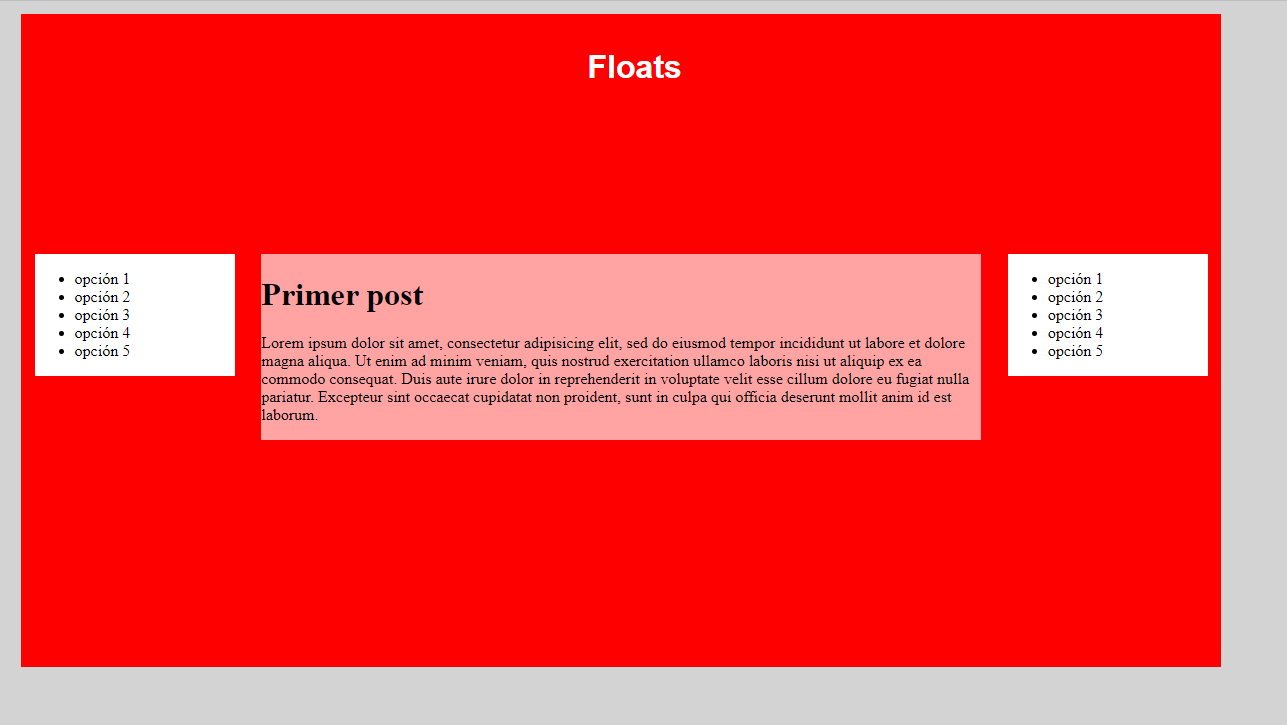 Floats
opción 1
opción 2
opción 3
opción 4
opción 5
Primer post
Lorem ipsum dolor sit amet, consectetur adipisicing elit, sed do eiusmod tempor incididunt ut labore et dolore
magna aliqua. Ut enim ad minim veniam, quis nostrud exercitation ullamco laboris nisi ut aliquip ex ea
commodo consequat. Duis aute irure dolor in reprehenderit in voluptate velit esse cillum dolore eu fugiat nulla
pariatur. Excepteur sint occaecat cupidatat non proident, sunt in culpa qui officia deserunt mollit anim id est
laborum.
opción 1
opción 2
opción 3
opción 4
opción 5